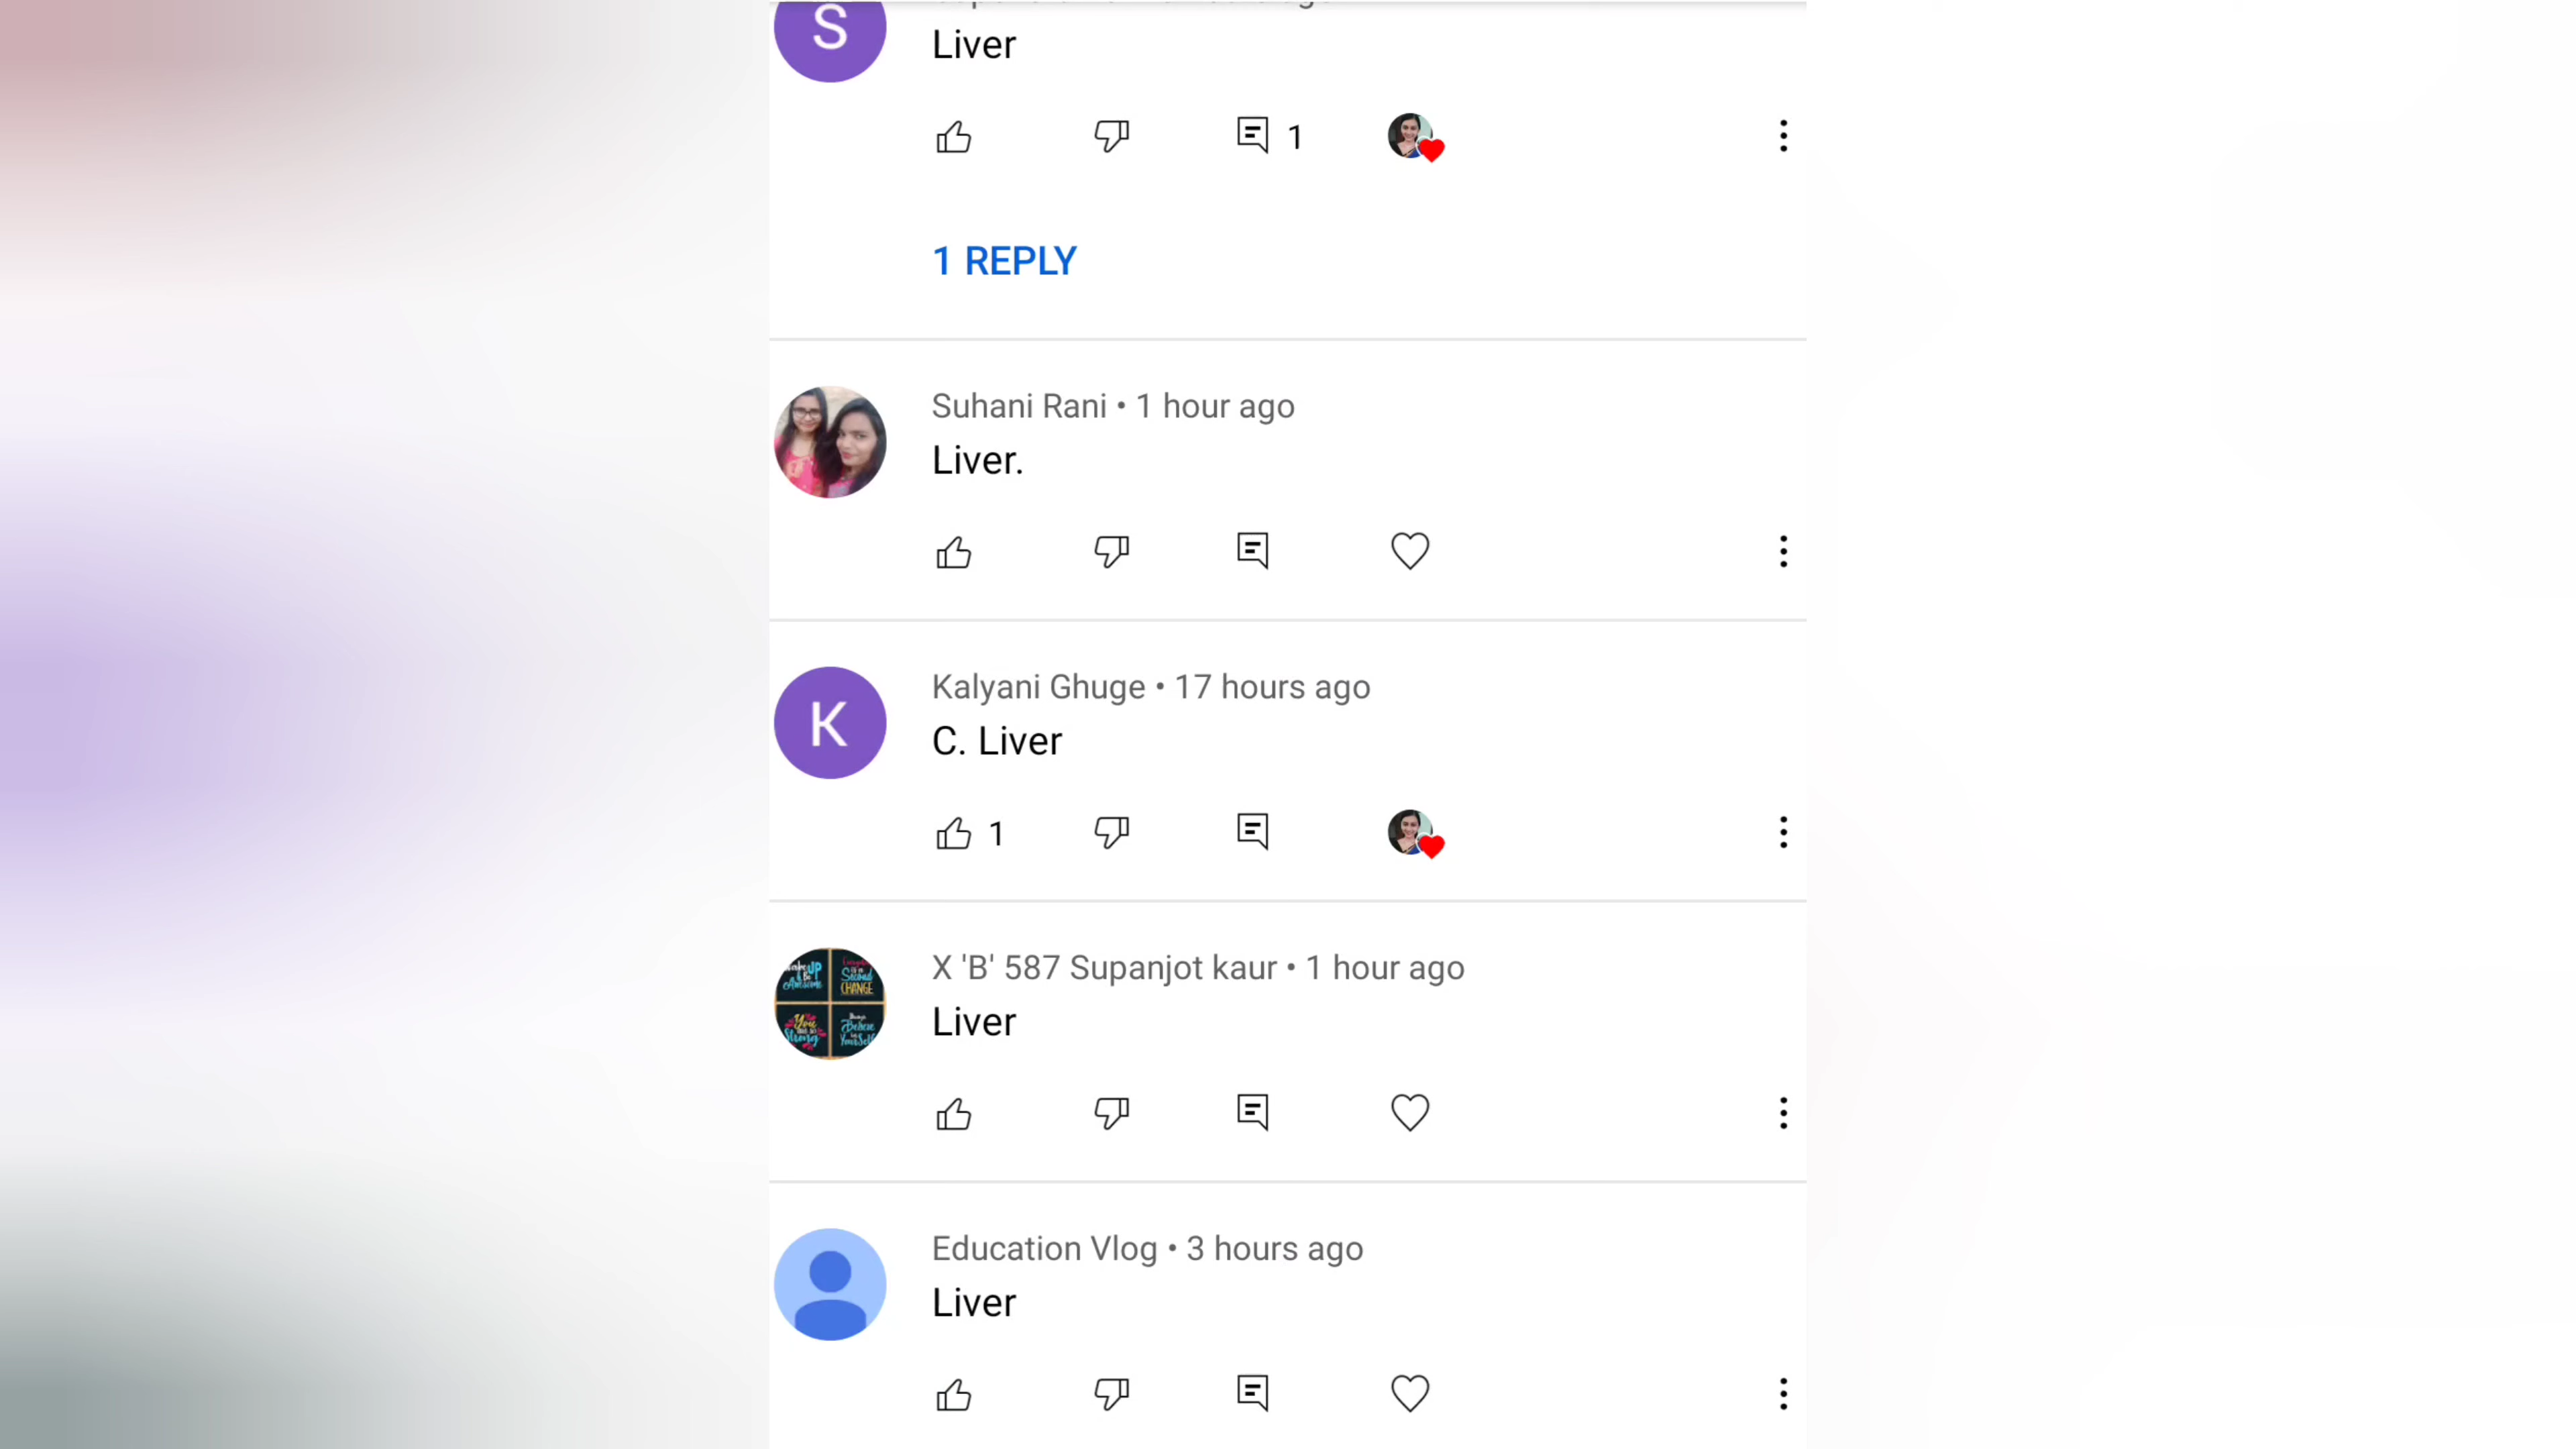 S
Liver
1
1 REPLY
Suhani Rani • 1 hour ago
Liver.
K
Kalyani Ghuge • 17 hours ago
C. Liver
1
X 'B' 587 Supanjot kaur • 1 hour ago
Liver
Education Vlog • 3 hours ago
Liver